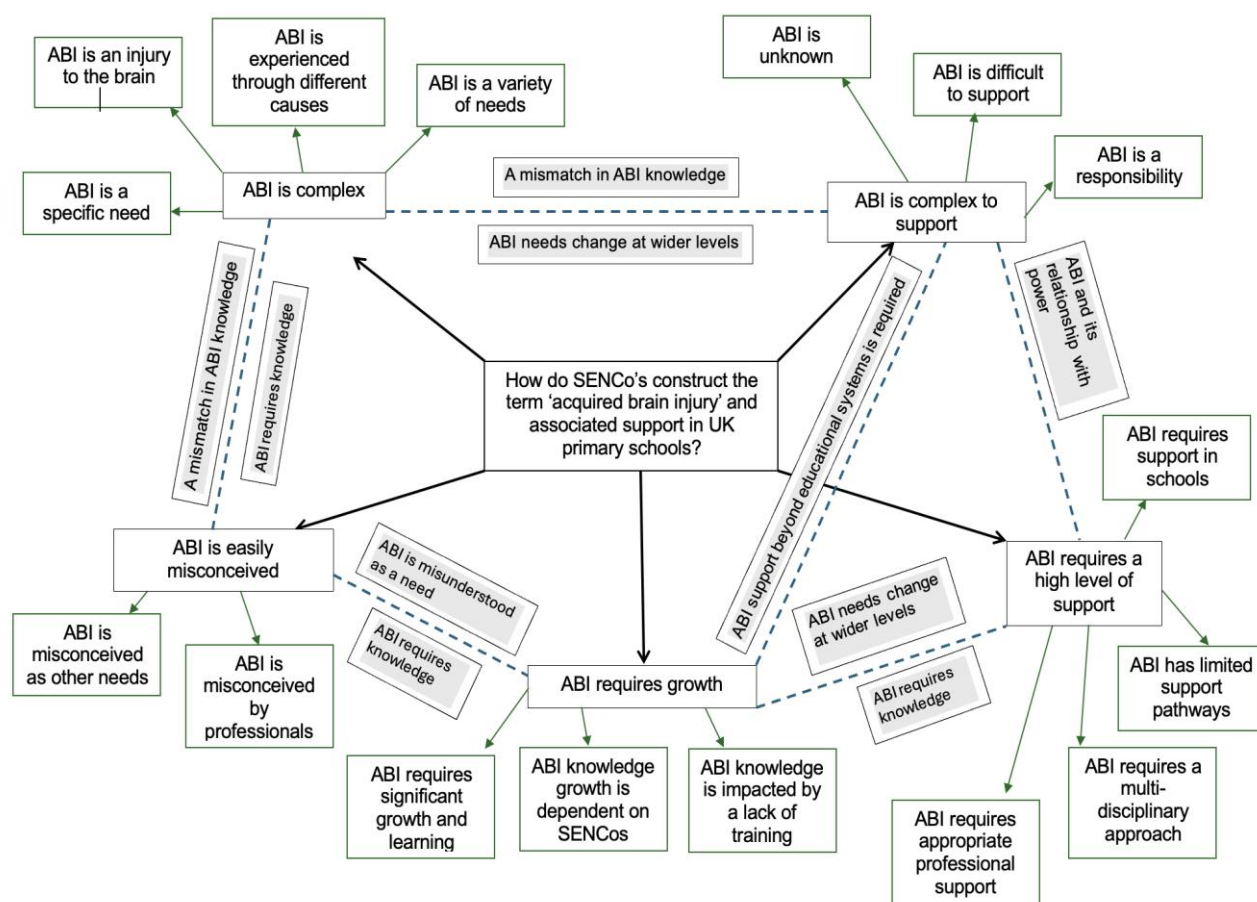 ABI is an injury
to the brain
ABI is
experienced
through different
causes
ABI is a variety
of needs
ABI is
unknown
ABI is difficult
to support
ABI is a
responsibility
ABI is a
specific need
ABI is complex
A mismatch in ABI knowledge
ABI is complex to
support
ABI needs change at wider levels
A mismatch in ABI knowledge
ABI requires knowledge
ABI support beyond educational systems is required
ABI and its
relationship with
power
How do SENCo’s construct the
term ‘acquired brain injury’ and
associated support in UK
primary schools?
ABI requires
support in
schools
ABI is easily
misconceived
ABI is misunderstood
as a need
ABI requires
knowledge
ABI needs change
at wider levels
ABI requires
knowledge
ABI requires a
high level of
support
ABI is
misconceived
as other needs
ABI is
misconceived
by
professionals
ABI requires growth
ABI has limited
support
pathways
ABI requires
significant
growth and
learning
ABI knowledge
growth is
dependent on
SENCos
ABI knowledge
is impacted by
a lack of
training
ABI requires
appropriate
professional
support
ABI requires a
multi-
disciplinary
approach